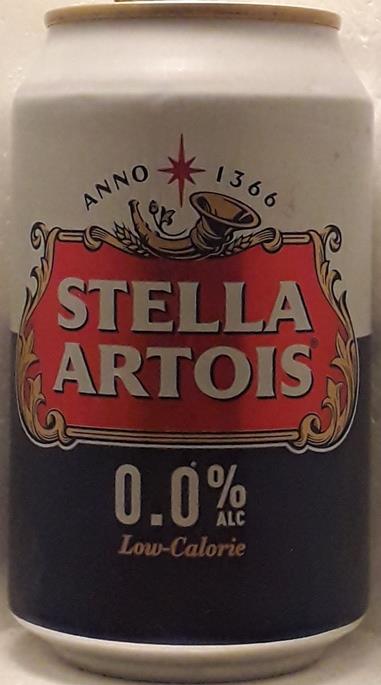 ANNO 1366
STELLA
ARTOIS®
0.0% ALC
Low-Calorie